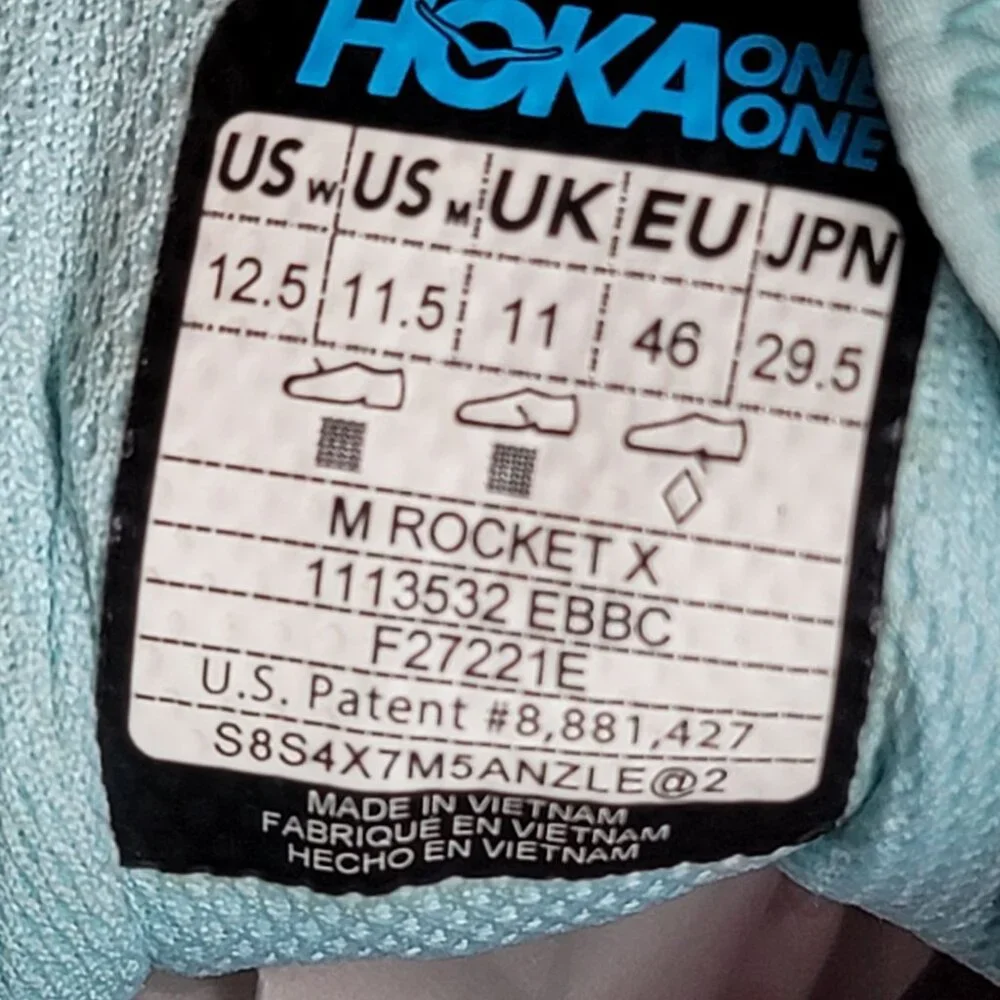 HOKA ONE ONE
US W US M UK EU JPN
12.5 11.5 11 46 29.5
M ROCKET X
1113532 EBBC
F27221E
U.S. Patent #8,881,427
S8S4X7M5ANZLE@2
MADE IN VIETNAM
FABRIQUÉ EN VIETNAM
HECHO EN VIETNAM